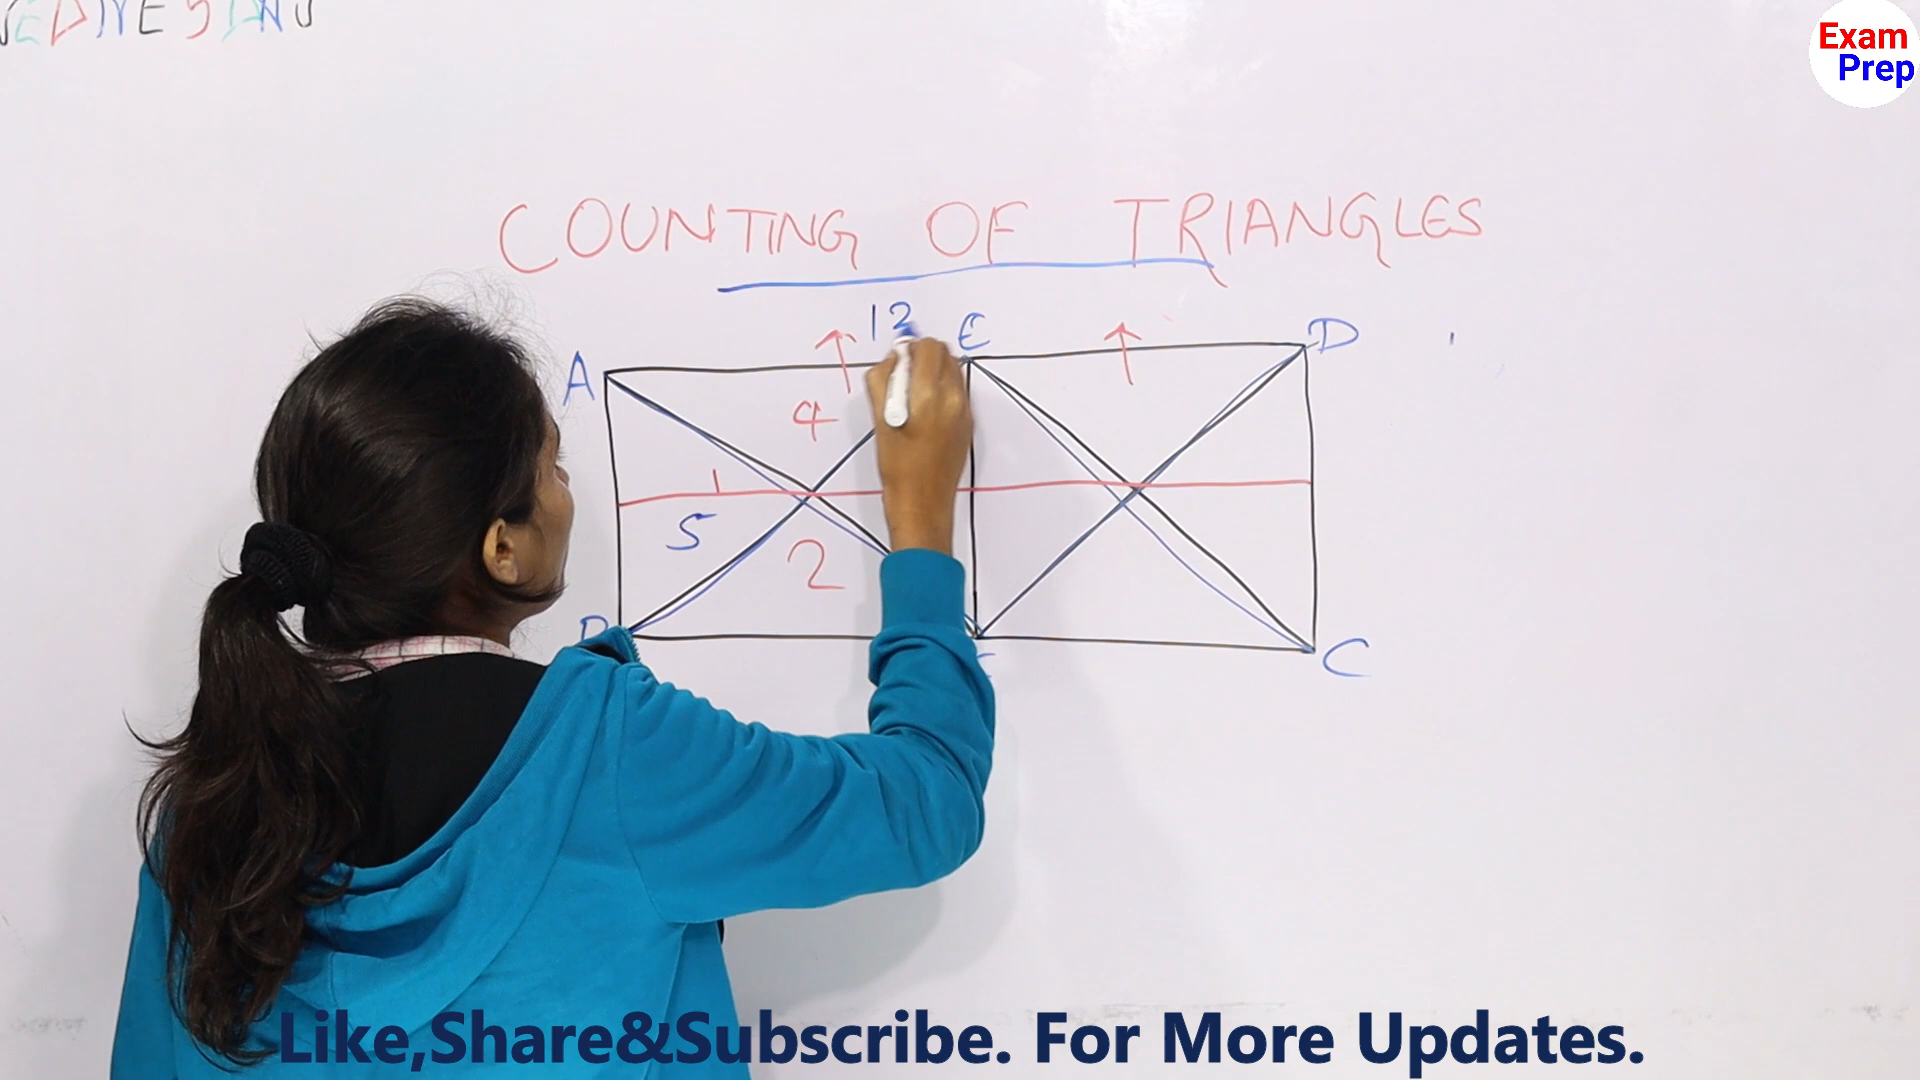 Exam
Prep
COUNTING OF TRIANGLES
12
A
E
D
4
1
5
2
C
Like,Share&Subscribe. For More Updates.